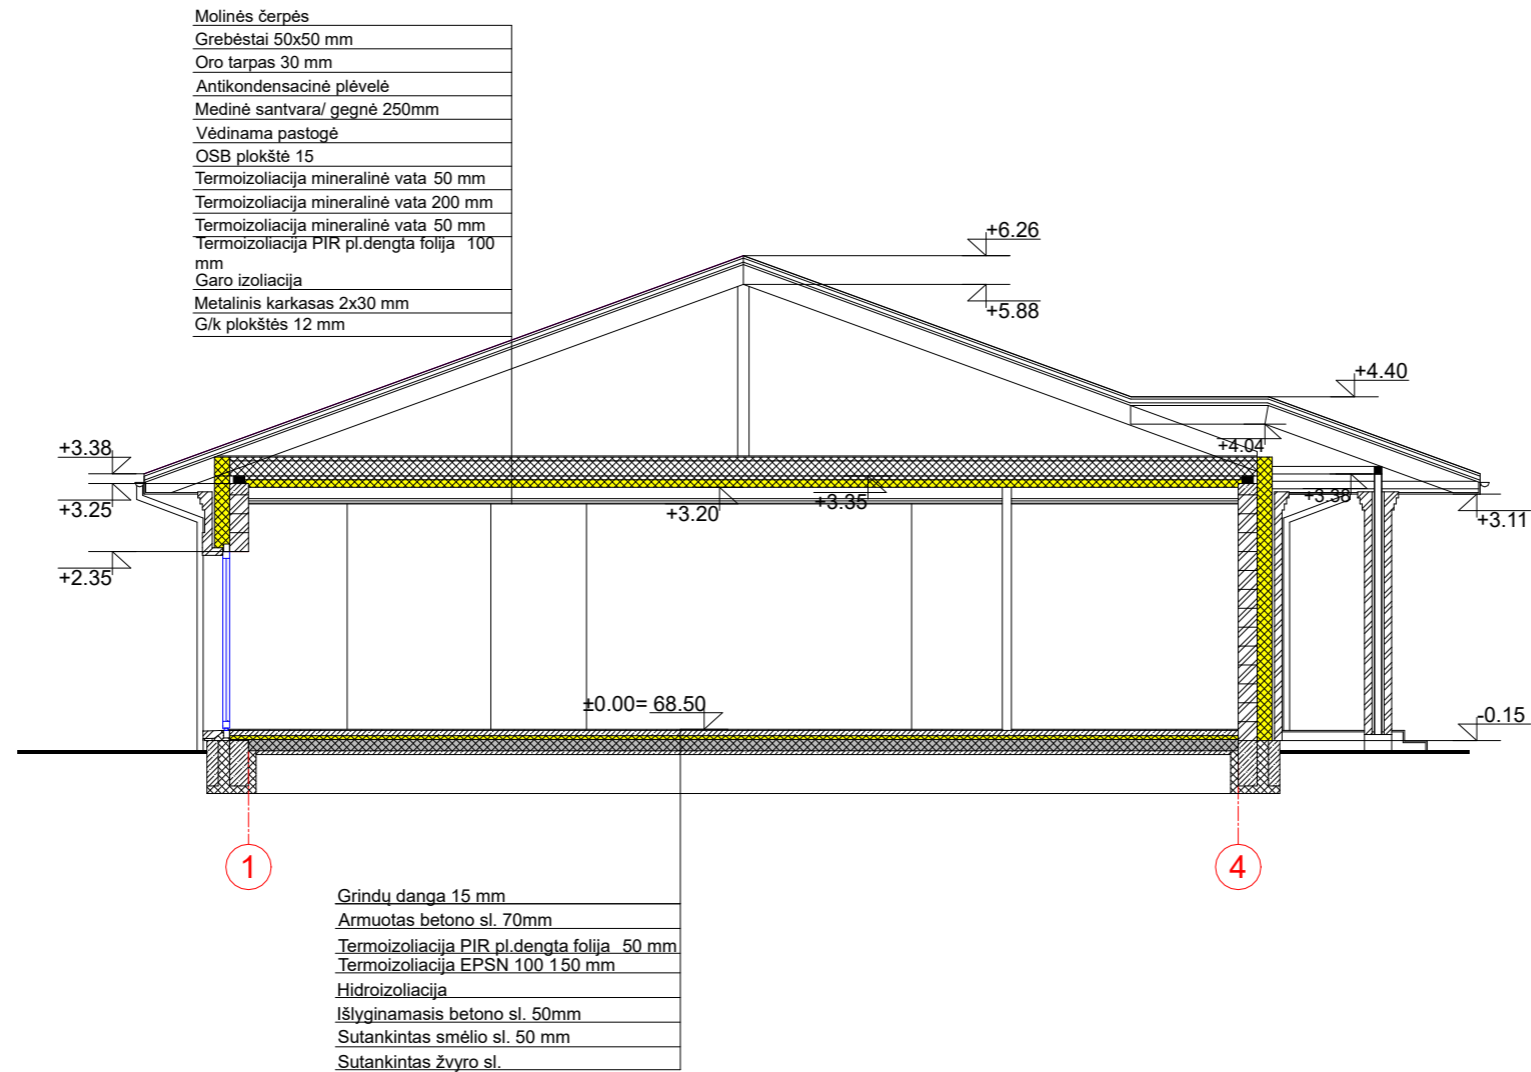 Molinės čerpės
Grebėstai 50x50 mm
Oro tarpas 30 mm
Antikondensacinė plėvelė
Medinė santvara/ gegnė 250mm
Vėdinama pastogė
OSB plokštė 15
Termoizoliacija mineralinė vata 50 mm
Termoizoliacija mineralinė vata 200 mm
Termoizoliacija mineralinė vata 50 mm
Termoizoliacija PIR pl.dengta folija 100
mm
Garo izoliacija
Metalinis karkasas 2x30 mm
G/k plokštės 12 mm
+6.26
+5.88
+4.40
+4.04
+3.38
+3.25
+3.20
+3.35
+3.38
+3.11
+2.35
±0.00= 68.50
-0.15
1
4
Grindų danga 15 mm
Armuotas betono sl. 70mm
Termoizoliacija PIR pl.dengta folija 50 mm
Termoizoliacija EPSN 100 150 mm
Hidroizoliacija
Išlyginamasis betono sl. 50mm
Sutankintas smėlio sl. 50 mm
Sutankintas žvyro sl.